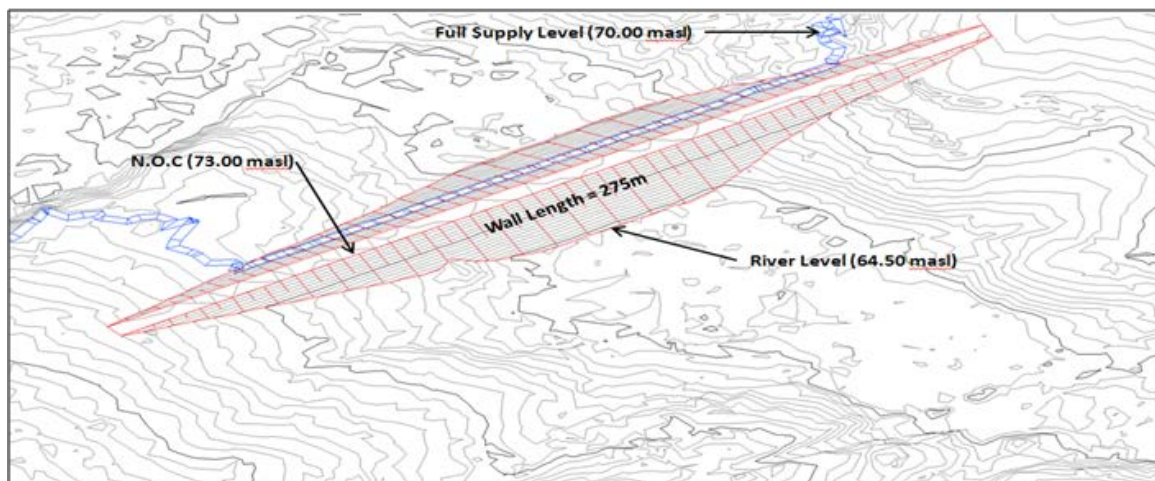 Full Supply Level (70.00 masl)
N.O.C (73.00 masl)
Wall Length = 275m
River Level (64.50 masl)